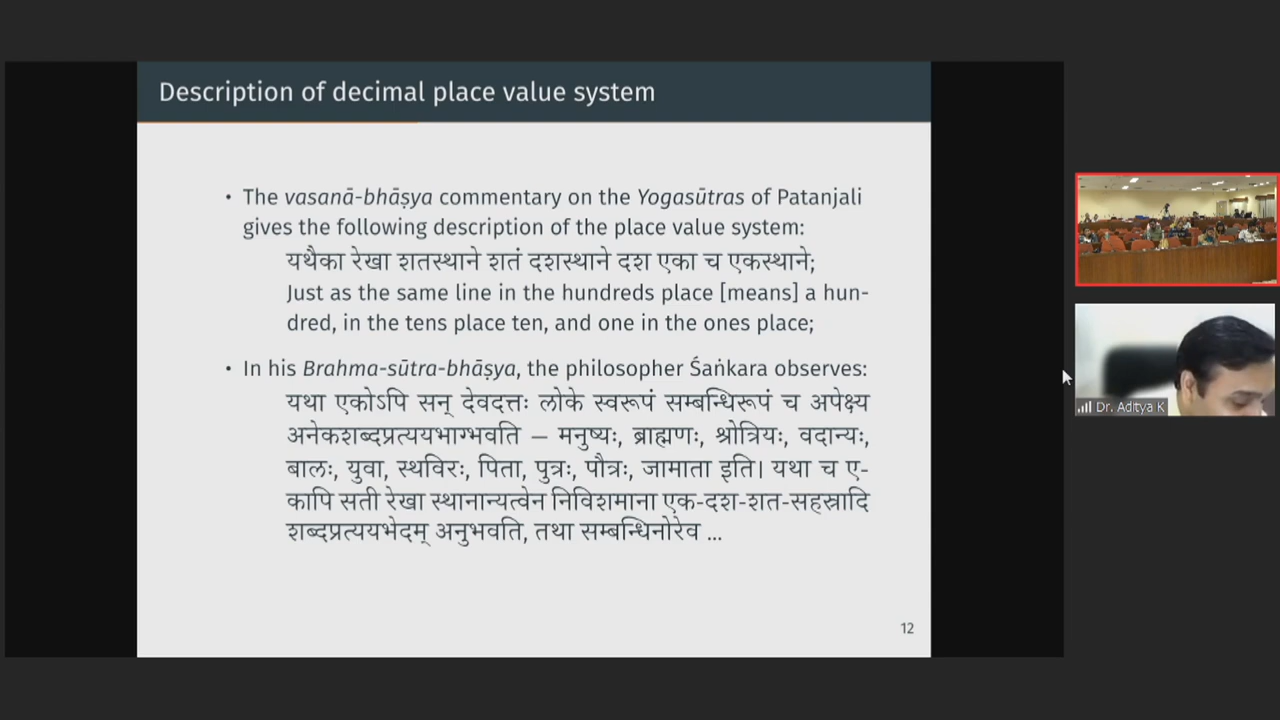 Description of decimal place value system
• The vasanā-bhāṣya commentary on the Yogasūtras of Patanjali
gives the following description of the place value system:
यथैका रेखा शतस्थाने शतं दशस्थाने दश एका च एकस्थाने;
Just as the same line in the hundreds place [means] a hun-
dred, in the tens place ten, and one in the ones place;
• In his Brahma-sūtra-bhāṣya, the philosopher Śaṅkara observes:
यथा एकोऽपि सन् देवदत्तः लोके स्वरूपं सम्बन्धिरूपं च अपेक्ष्य
अनेकशब्दप्रत्ययभाग्भवति – मनुष्यः, ब्राह्मणः, श्रोत्रियः, वदान्यः,
बालः, युवा, स्थविरः, पिता, पुत्रः, पौत्रः, जामाता इति। यथा च ए-
कापि सती रेखा स्थानान्यत्वेन निविशमाना एक-दश-शत-सहस्रादि
शब्दप्रत्ययभेदम् अनुभवति, तथा सम्बन्धिनोरेव ...
12
Dr. Aditya K